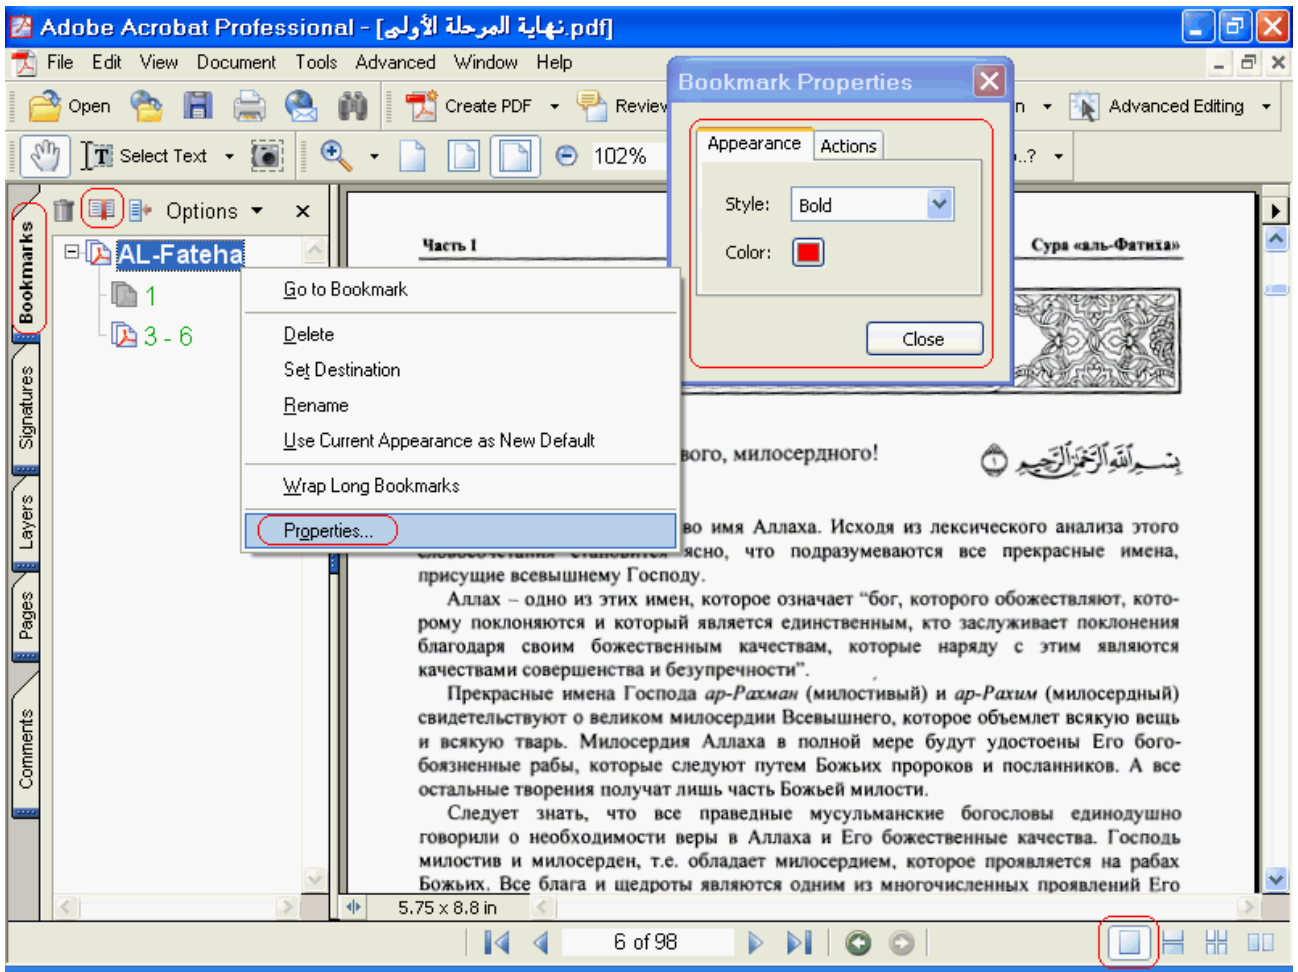 Adobe Acrobat Professional - [نهاية المرحلة الأولى.pdf]
File Edit View Document Tools Advanced Window Help
Open Create PDF Review Advanced Editing
Select Text 102% ..?
Bookmark Properties
Appearance Actions
Style: Bold
Color:
Close
Bookmarks
Signatures
Layers
Pages
Comments
Options
AL-Fateha
1
3 - 6
Go to Bookmark
Delete
Set Destination
Rename
Use Current Appearance as New Default
Wrap Long Bookmarks
Properties...
Часть 1 Сура «аль-Фатиха»
милосердного! بِسْمِ اللَّهِ الرَّحْمَٰنِ الرَّحِيمِ ١
во имя Аллаха. Исходя из лексического анализа этого
словосочетания становится ясно, что подразумеваются все прекрасные имена,
присущие всевышнему Господу.
Аллах – одно из этих имен, которое означает “бог, которого обожествляют, кото-
рому поклоняются и который является единственным, кто заслуживает поклонения
благодаря своим божественным качествам, которые наряду с этим являются
качествами совершенства и безупречности”.
Прекрасные имена Господа ар-Рахман (милостивый) и ар-Рахим (милосердный)
свидетельствуют о великом милосердии Всевышнего, которое объемлет всякую вещь
и всякую тварь. Милосердия Аллаха в полной мере будут удостоены Его бого-
боязненные рабы, которые следуют путем Божьих пророков и посланников. А все
остальные творения получат лишь часть Божьей милости.
Следует знать, что все праведные мусульманские богословы единодушно
говорили о необходимости веры в Аллаха и Его божественные качества. Господь
милостив и милосерден, т.е. обладает милосердием, которое проявляется на рабах
Божьих. Все блага и щедроты являются одним из многочисленных проявлений Его
5.75 x 8.8 in
6 of 98